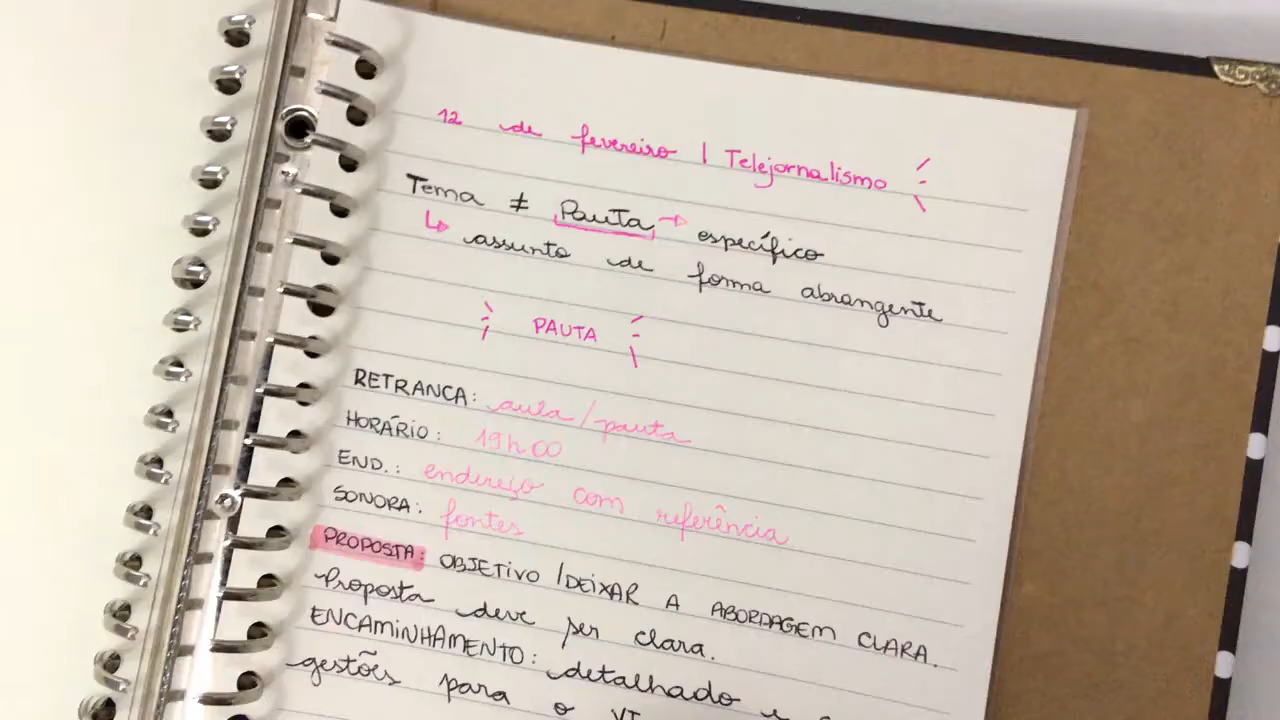 12 de fevereiro | Telejornalismo
Tema ≠ Pauta → específico
↳ assunto de forma abrangente
PAUTA
RETRANCA: aula/pauta
HORÁRIO: 19h00
END.: endereço com referência
SONORA: fontes
PROPOSTA: OBJETIVO / DEIXAR A ABORDAGEM CLARA.
Proposta deve ser clara.
ENCAMINHAMENTO: detalhado e
gestões para o VT